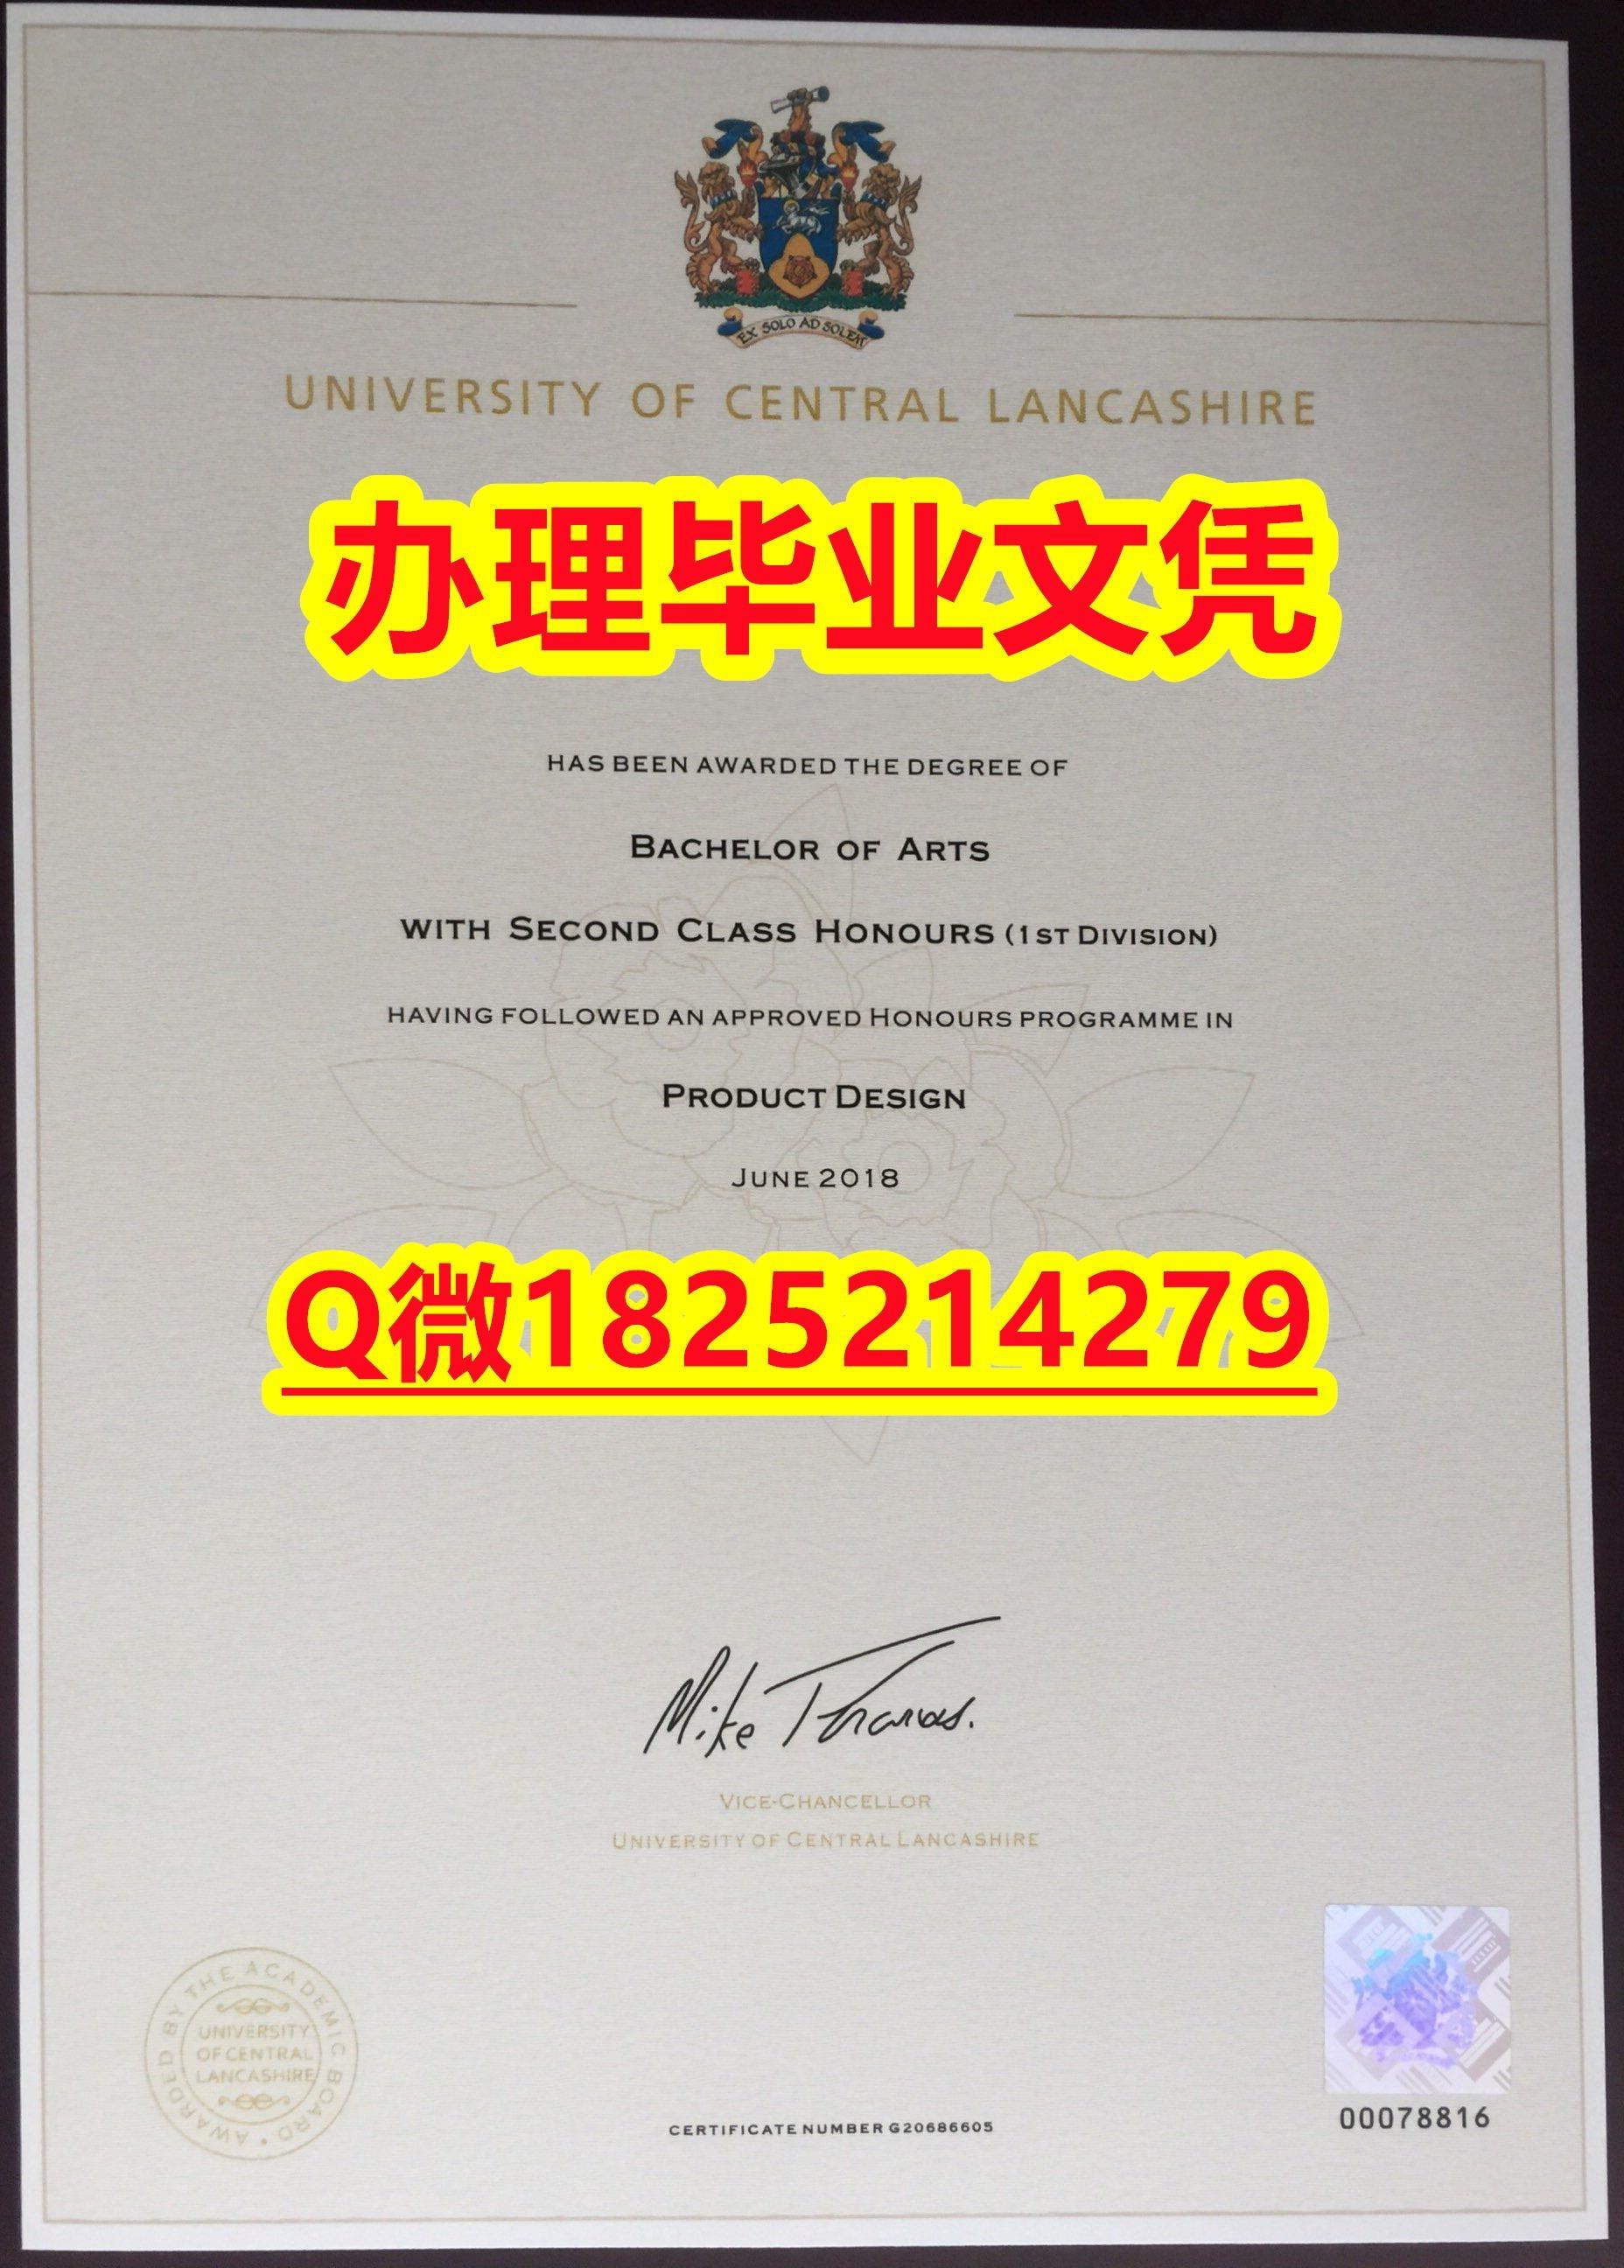 EX SOLO AD SOLEM
UNIVERSITY OF CENTRAL LANCASHIRE
办理毕业文凭
HAS BEEN AWARDED THE DEGREE OF
BACHELOR OF ARTS
WITH SECOND CLASS HONOURS (1ST DIVISION)
HAVING FOLLOWED AN APPROVED HONOURS PROGRAMME IN
PRODUCT DESIGN
JUNE 2018
Q微1825214279
Mike Thomas.
VICE-CHANCELLOR
UNIVERSITY OF CENTRAL LANCASHIRE
AWARDED BY THE ACADEMIC BOARD
UNIVERSITY
OF CENTRAL
LANCASHIRE
CERTIFICATE NUMBER G20686605
00078816